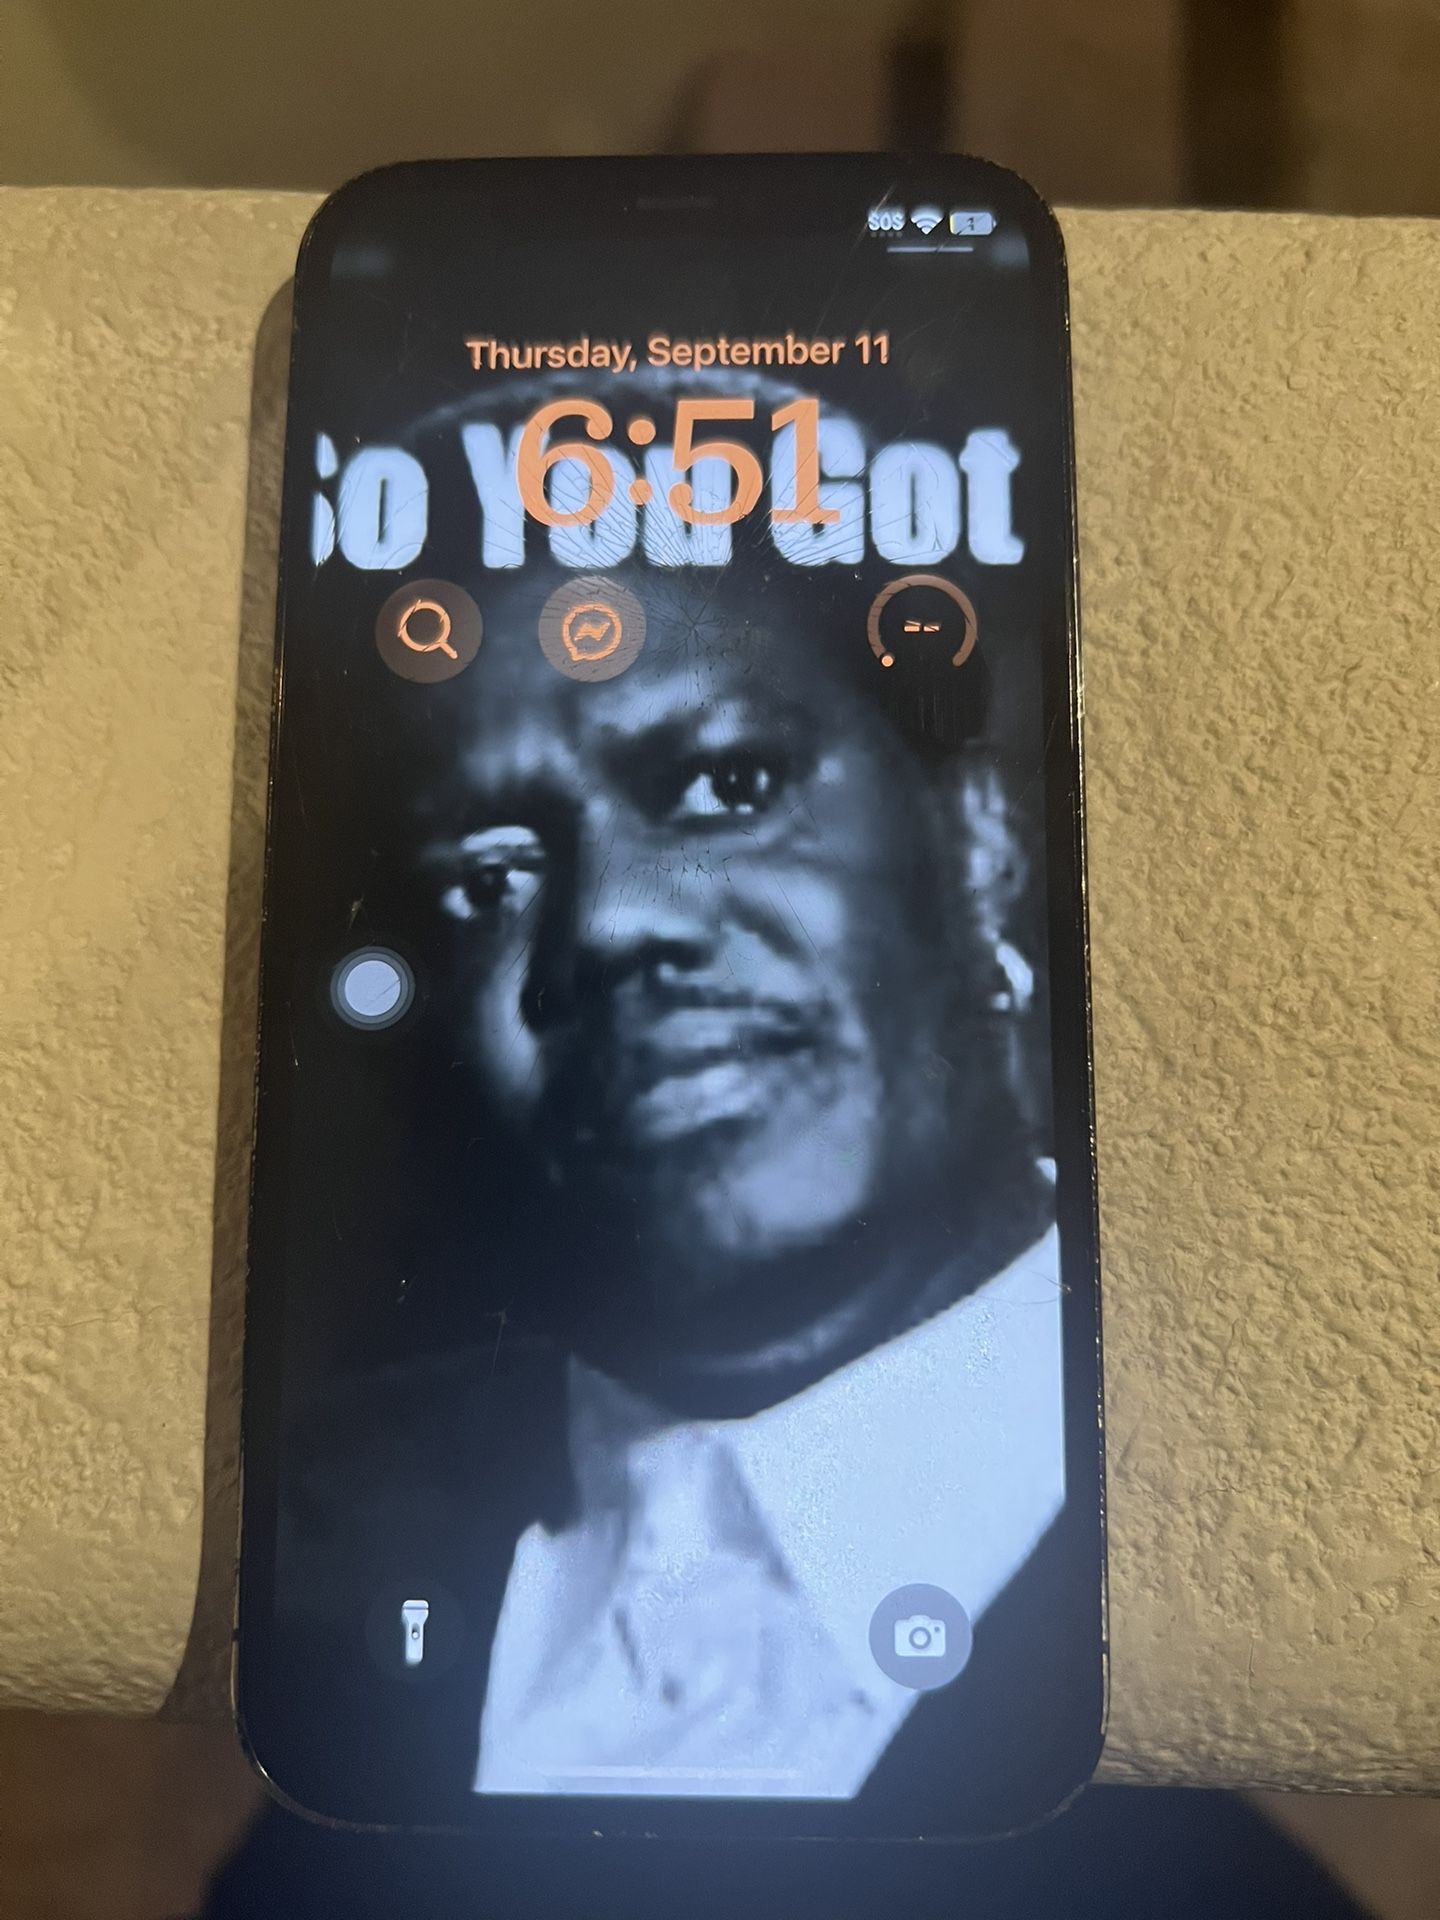 SOS
Thursday, September 11
6:51
So You Got
--